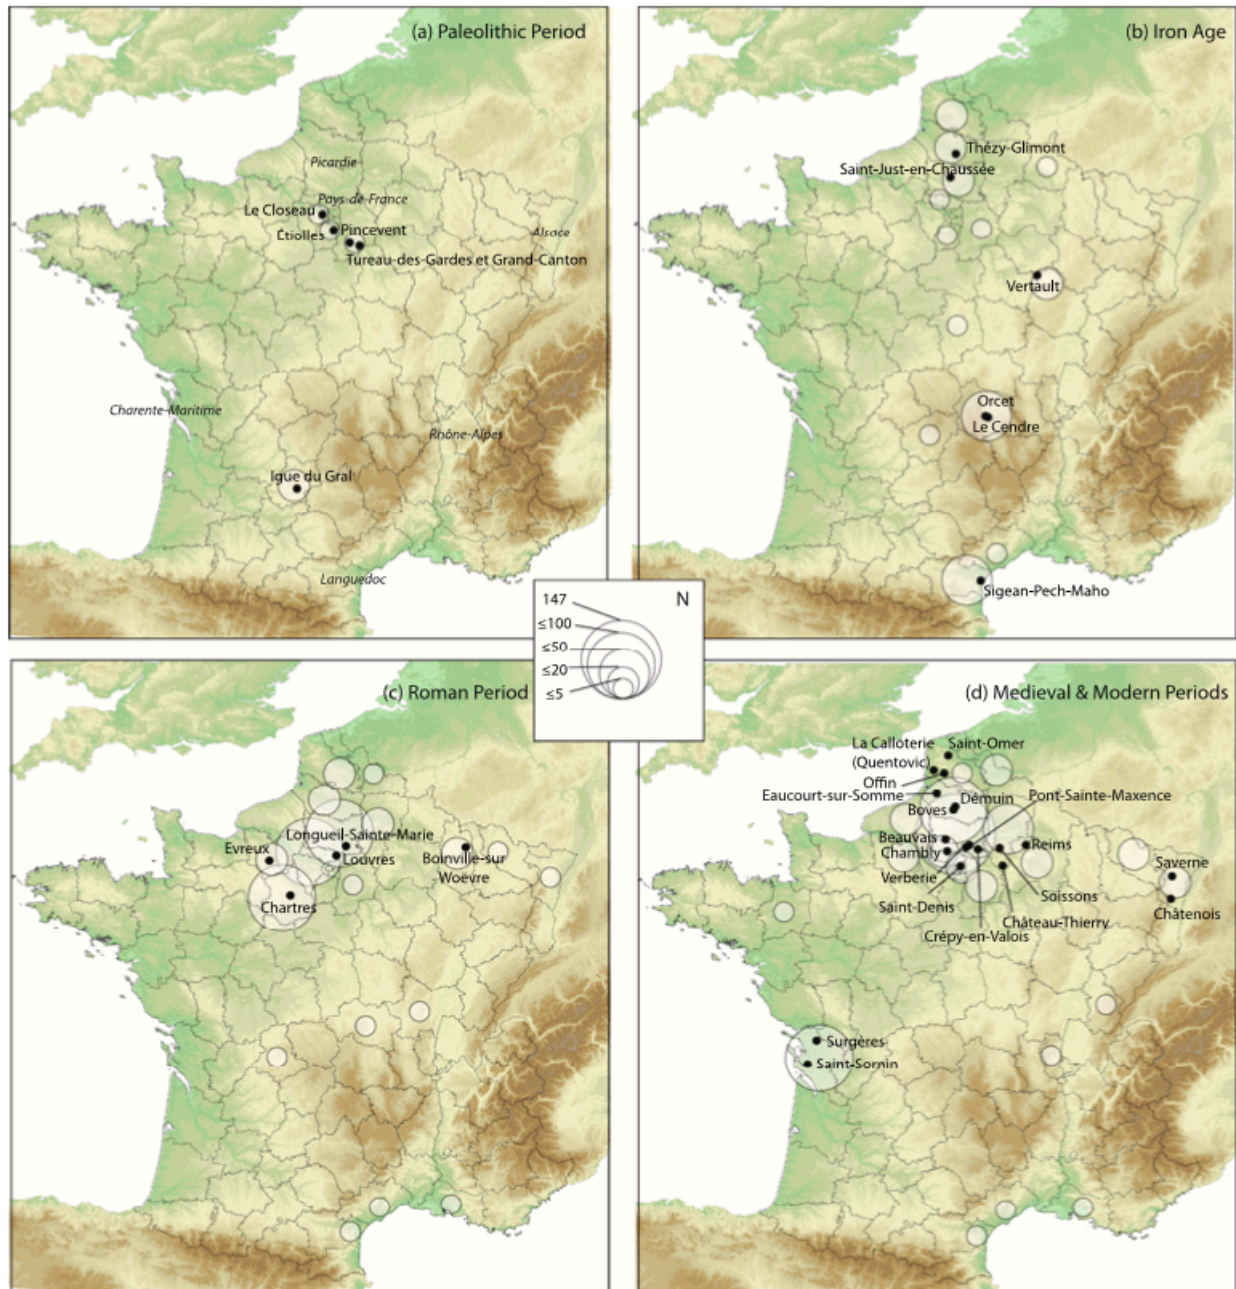 (a) Paleolithic Period
Picardie
Pays-de-France
Le Closeau
Étiolles
Pincevent
Alsace
Tureau-des-Gardes et Grand-Canton
Charente-Maritime
Rhône-Alpes
Igue du Gral
Languedoc
(b) Iron Age
Thézy-Glimont
Saint-Just-en-Chaussée
Vertault
Orcet
Le Cendre
Sigean-Pech-Maho
N
147
≤100
≤50
≤20
≤5
(c) Roman Period
Longueil-Sainte-Marie
Evreux
Louvres
Boinville-sur
Woevre
Chartres
(d) Medieval & Modern Periods
La Calloterie
(Quentovic)
Saint-Omer
Offin
Eaucourt-sur-Somme
Démuin
Pont-Sainte-Maxence
Boves
Beauvais
Chambly
Reims
Verberie
Saverne
Saint-Denis
Soissons
Châtenois
Château-Thierry
Crépy-en-Valois
Surgères
Saint-Sornin